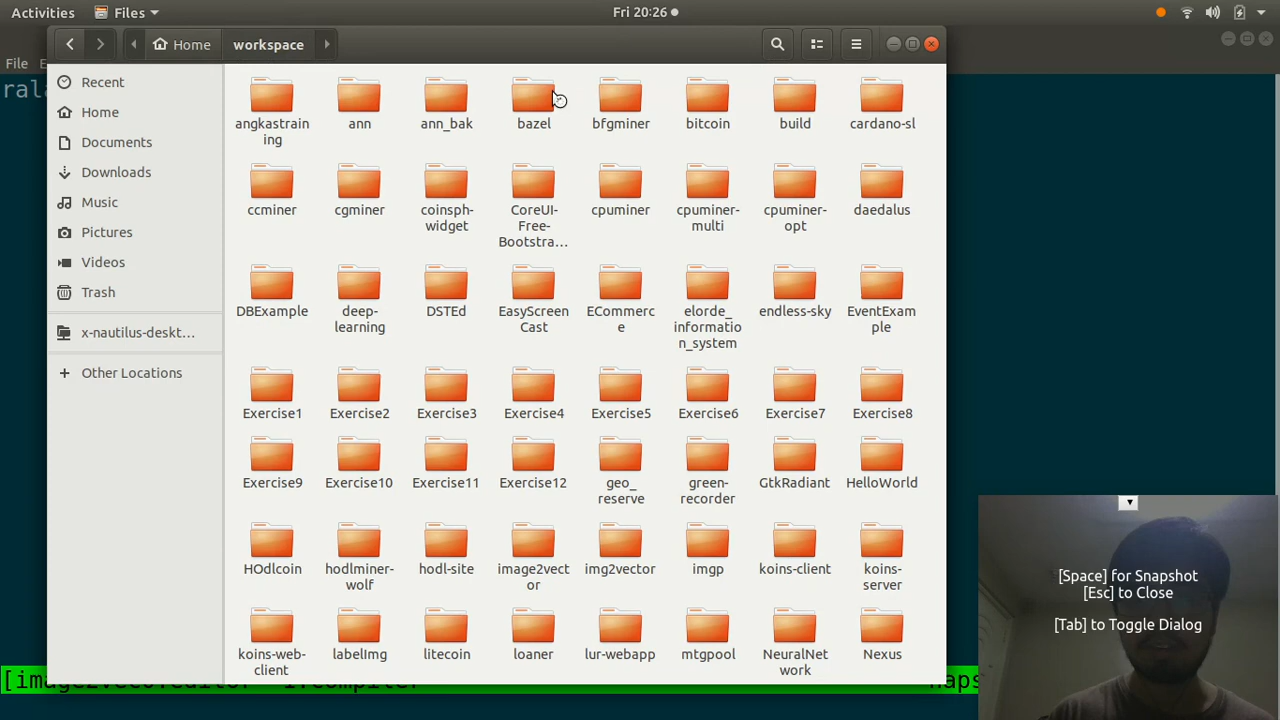 Activities Files Fri 20:26
Home workspace
File
Recent
Home
Documents
Downloads
Music
Pictures
Videos
Trash
x-nautilus-deskt...
Other Locations
angkastrain
ing
ann
ann_bak
bazel
bfgminer
bitcoin
build
cardano-sl
ccminer
cgminer
coinsph-
widget
CoreUI-
Free-
Bootstra...
cpuminer
cpuminer-
multi
cpuminer-
opt
daedalus
DBExample
deep-
learning
DSTEd
EasyScreen
Cast
ECommerc
e
elorde_
informatio
n_system
endless-sky
EventExam
ple
Exercise1
Exercise2
Exercise3
Exercise4
Exercise5
Exercise6
Exercise7
Exercise8
Exercise9
Exercise10
Exercise11
Exercise12
geo_
reserve
green-
recorder
GtkRadiant
HelloWorld
HOdlcoin
hodlminer-
wolf
hodl-site
image2vect
or
img2vector
imgp
koins-client
koins-
server
koins-web-
client
labelImg
litecoin
loaner
lur-webapp
mtgpool
NeuralNet
work
Nexus
[Space] for Snapshot
[Esc] to Close
[Tab] to Toggle Dialog